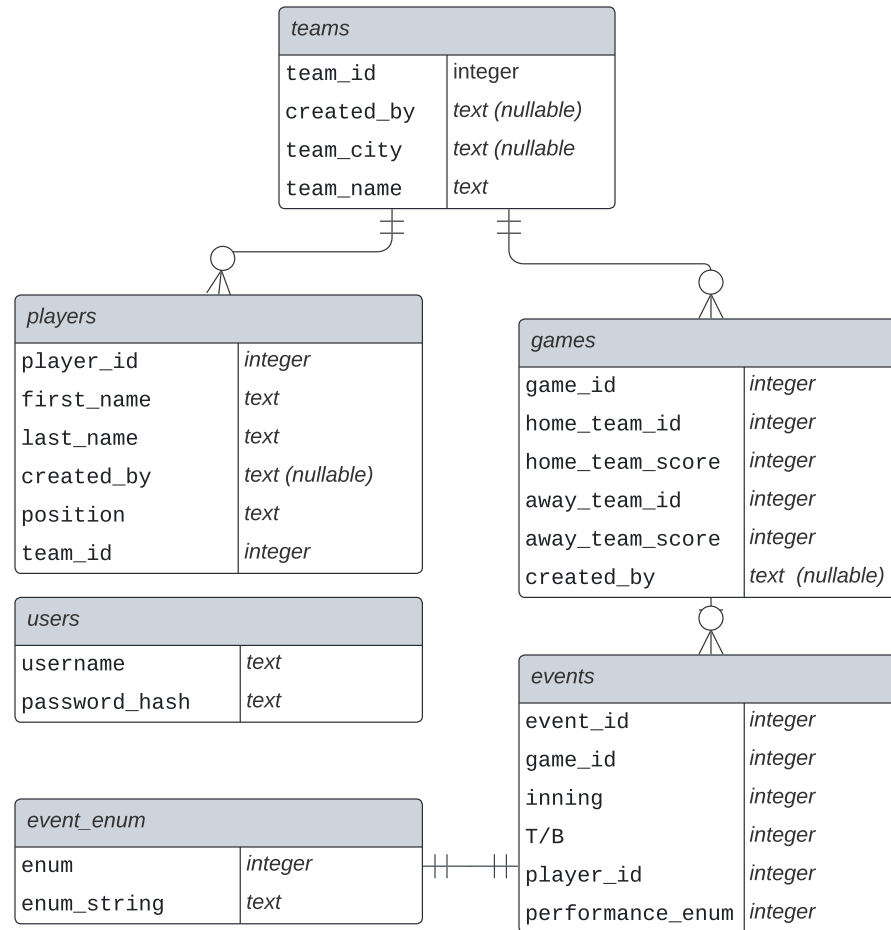 teams
team_id integer
created_by text (nullable)
team_city text (nullable
team_name text
players
player_id integer
first_name text
last_name text
created_by text (nullable)
position text
team_id integer
games
game_id integer
home_team_id integer
home_team_score integer
away_team_id integer
away_team_score integer
created_by text (nullable)
users
username text
password_hash text
events
event_id integer
game_id integer
inning integer
T/B integer
player_id integer
performance_enum integer
event_enum
enum integer
enum_string text